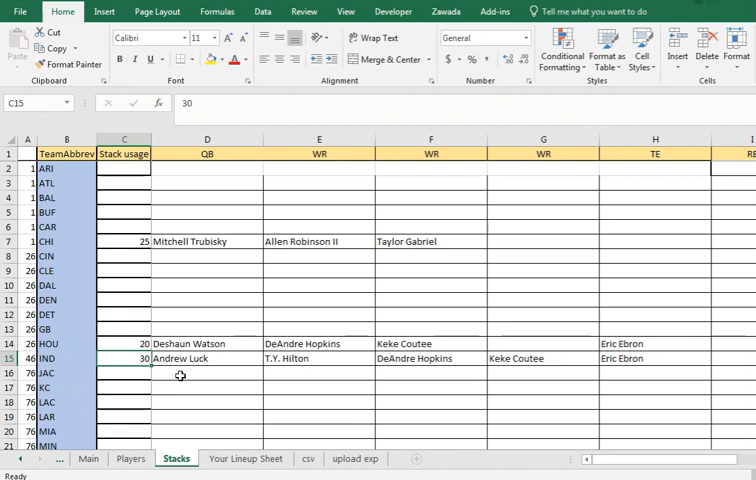 File Home Insert Page Layout Formulas Data Review View Developer Zawada Add-ins Tell me what you want to do
Cut
Copy
Paste
Format Painter
Calibri 11 A A
B I U A
Wrap Text
Merge & Center
General
$ % ,
Conditional Formatting
Format as Table
Cell Styles
Insert Delete Format
Clipboard Font Alignment Number Styles Cells
C15 fx 30
A B C D E F G H I
1 TeamAbbrev Stack usage QB WR WR WR TE RE
2 1 ARI
3 1 ATL
4 1 BAL
5 1 BUF
6 1 CAR
7 1 CHI 25 Mitchell Trubisky Allen Robinson II Taylor Gabriel
8 26 CIN
9 26 CLE
10 26 DAL
11 26 DEN
12 26 DET
13 26 GB
14 26 HOU 20 Deshaun Watson DeAndre Hopkins Keke Coutee Eric Ebron
15 46 IND 30 Andrew Luck T.Y. Hilton DeAndre Hopkins Keke Coutee Eric Ebron
16 76 JAC
17 76 KC
18 76 LAC
19 76 LAR
20 76 MIA
21 76 MIN
... Main Players Stacks Your Lineup Sheet csv upload exp
Ready